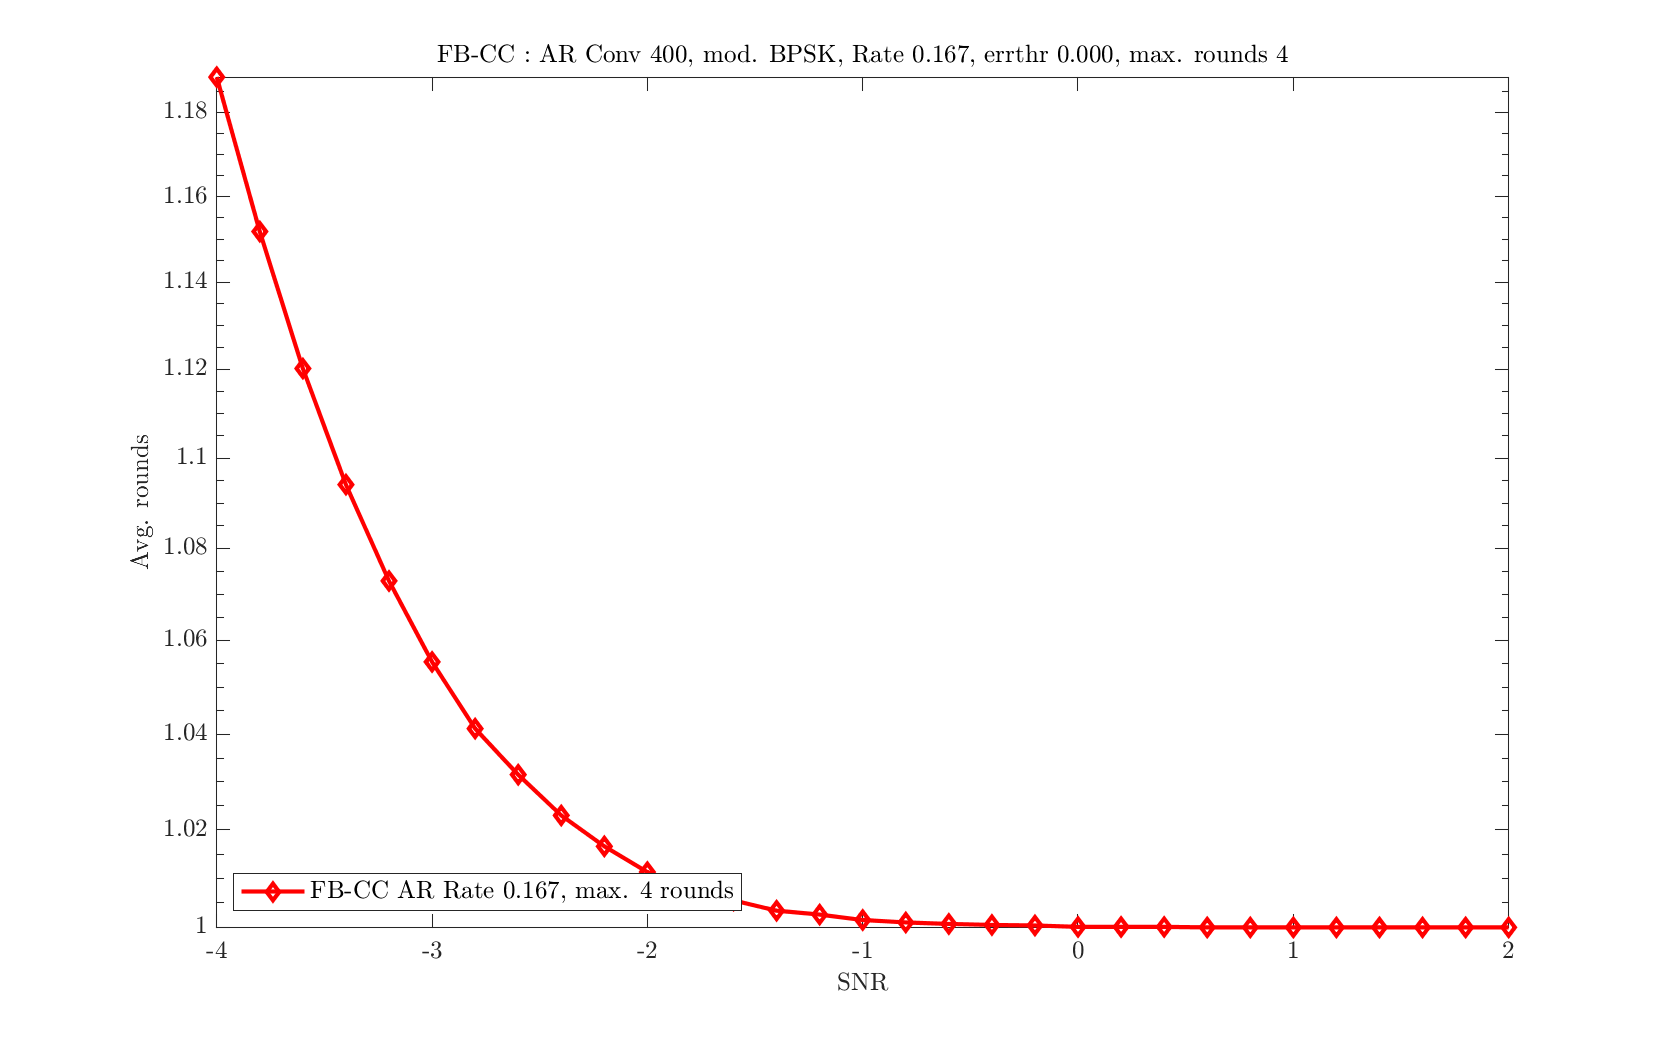 FB-CC : AR Conv 400, mod. BPSK, Rate 0.167, errthr 0.000, max. rounds 4
1.18
1.16
1.14
1.12
1.1
1.08
1.06
1.04
1.02
1
Avg. rounds
FB-CC AR Rate 0.167, max. 4 rounds
-4 -3 -2 -1 0 1 2
SNR